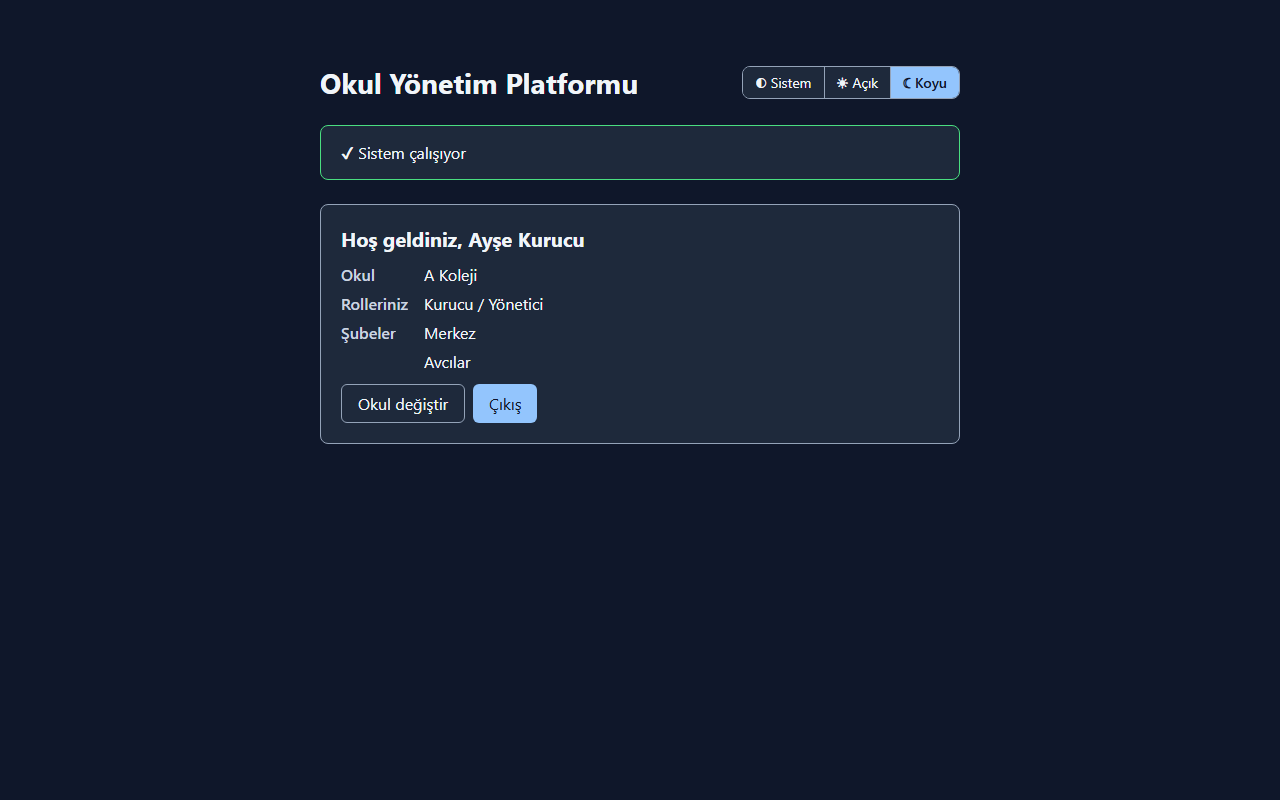 Okul Yönetim Platformu
◐ Sistem ☀ Açık ☾ Koyu
✓ Sistem çalışıyor
Hoş geldiniz, Ayşe Kurucu
Okul A Koleji
Rolleriniz Kurucu / Yönetici
Şubeler Merkez
Avcılar
Okul değiştir Çıkış